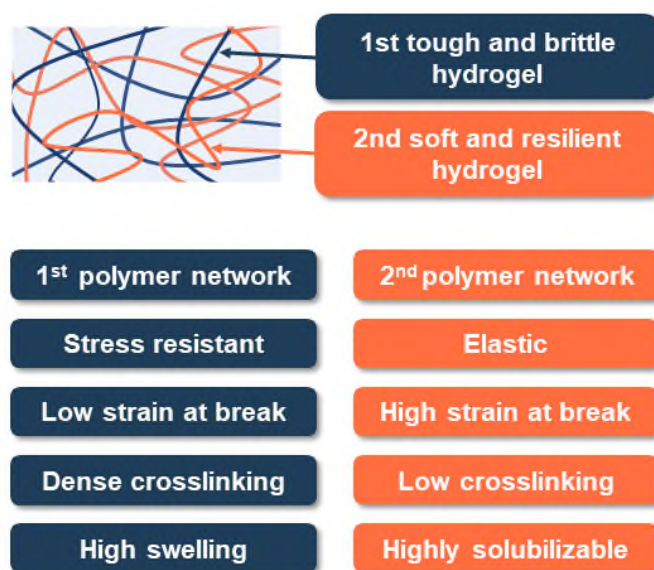 1st tough and brittle
hydrogel
2nd soft and resilient
hydrogel
1st polymer network
2nd polymer network
Stress resistant
Elastic
Low strain at break
High strain at break
Dense crosslinking
Low crosslinking
High swelling
Highly solubilizable